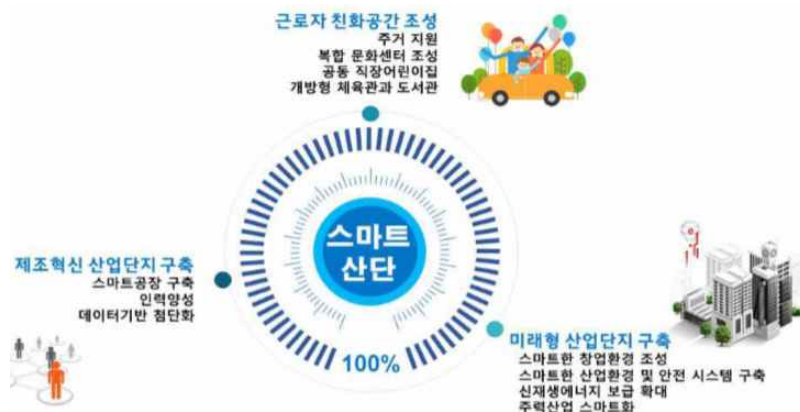 근로자 친화공간 조성
주거 지원
복합 문화센터 조성
공동 직장어린이집
개방형 체육관과 도서관
스마트
산단
제조혁신 산업단지 구축
스마트공장 구축
인력양성
데이터기반 첨단화
100%
미래형 산업단지 구축
스마트한 창업환경 조성
스마트한 산업환경 및 안전 시스템 구축
신재생에너지 보급 확대
주력산업 스마트화